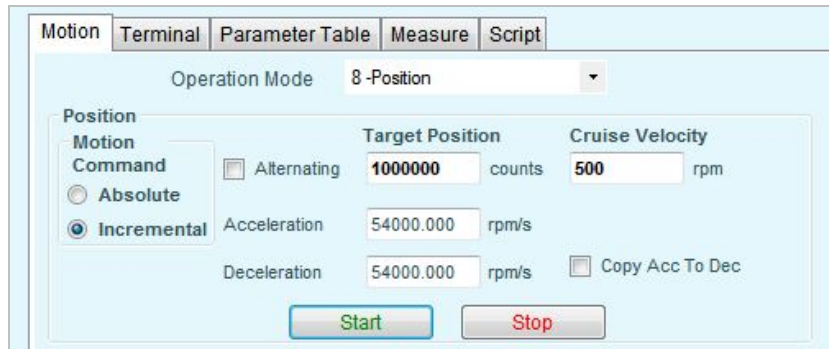 Motion Terminal Parameter Table Measure Script
Operation Mode 8 -Position
Position
Motion Command
Absolute
Incremental
Target Position Cruise Velocity
Alternating 1000000 counts 500 rpm
Acceleration 54000.000 rpm/s
Deceleration 54000.000 rpm/s Copy Acc To Dec
Start Stop